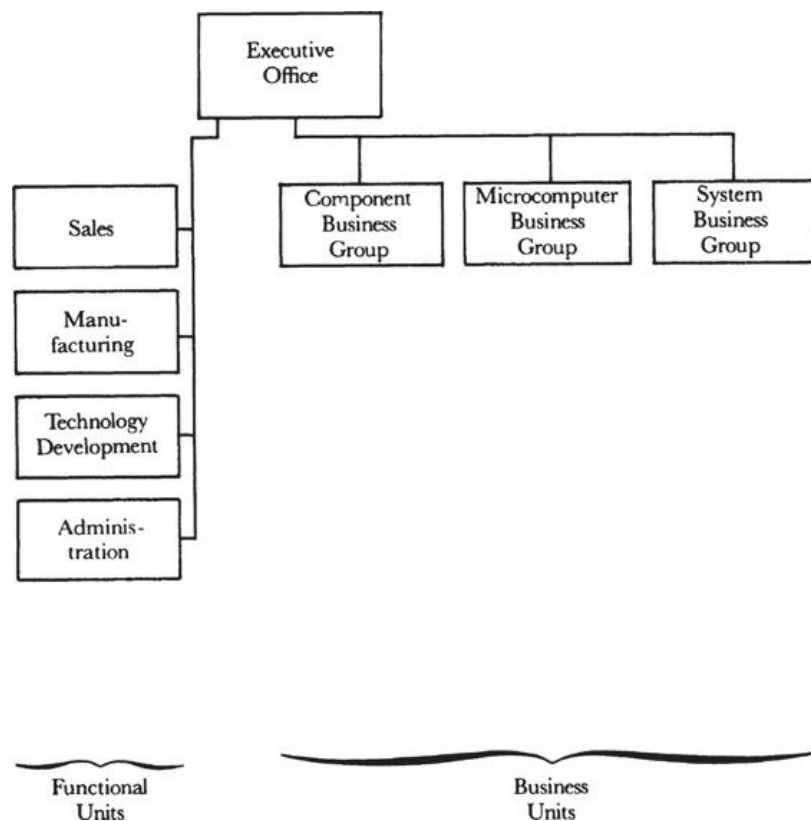 Executive
Office
Component
Business
Group
Microcomputer
Business
Group
System
Business
Group
Sales
Manu-
facturing
Technology
Development
Adminis-
tration
Functional
Units
Business
Units